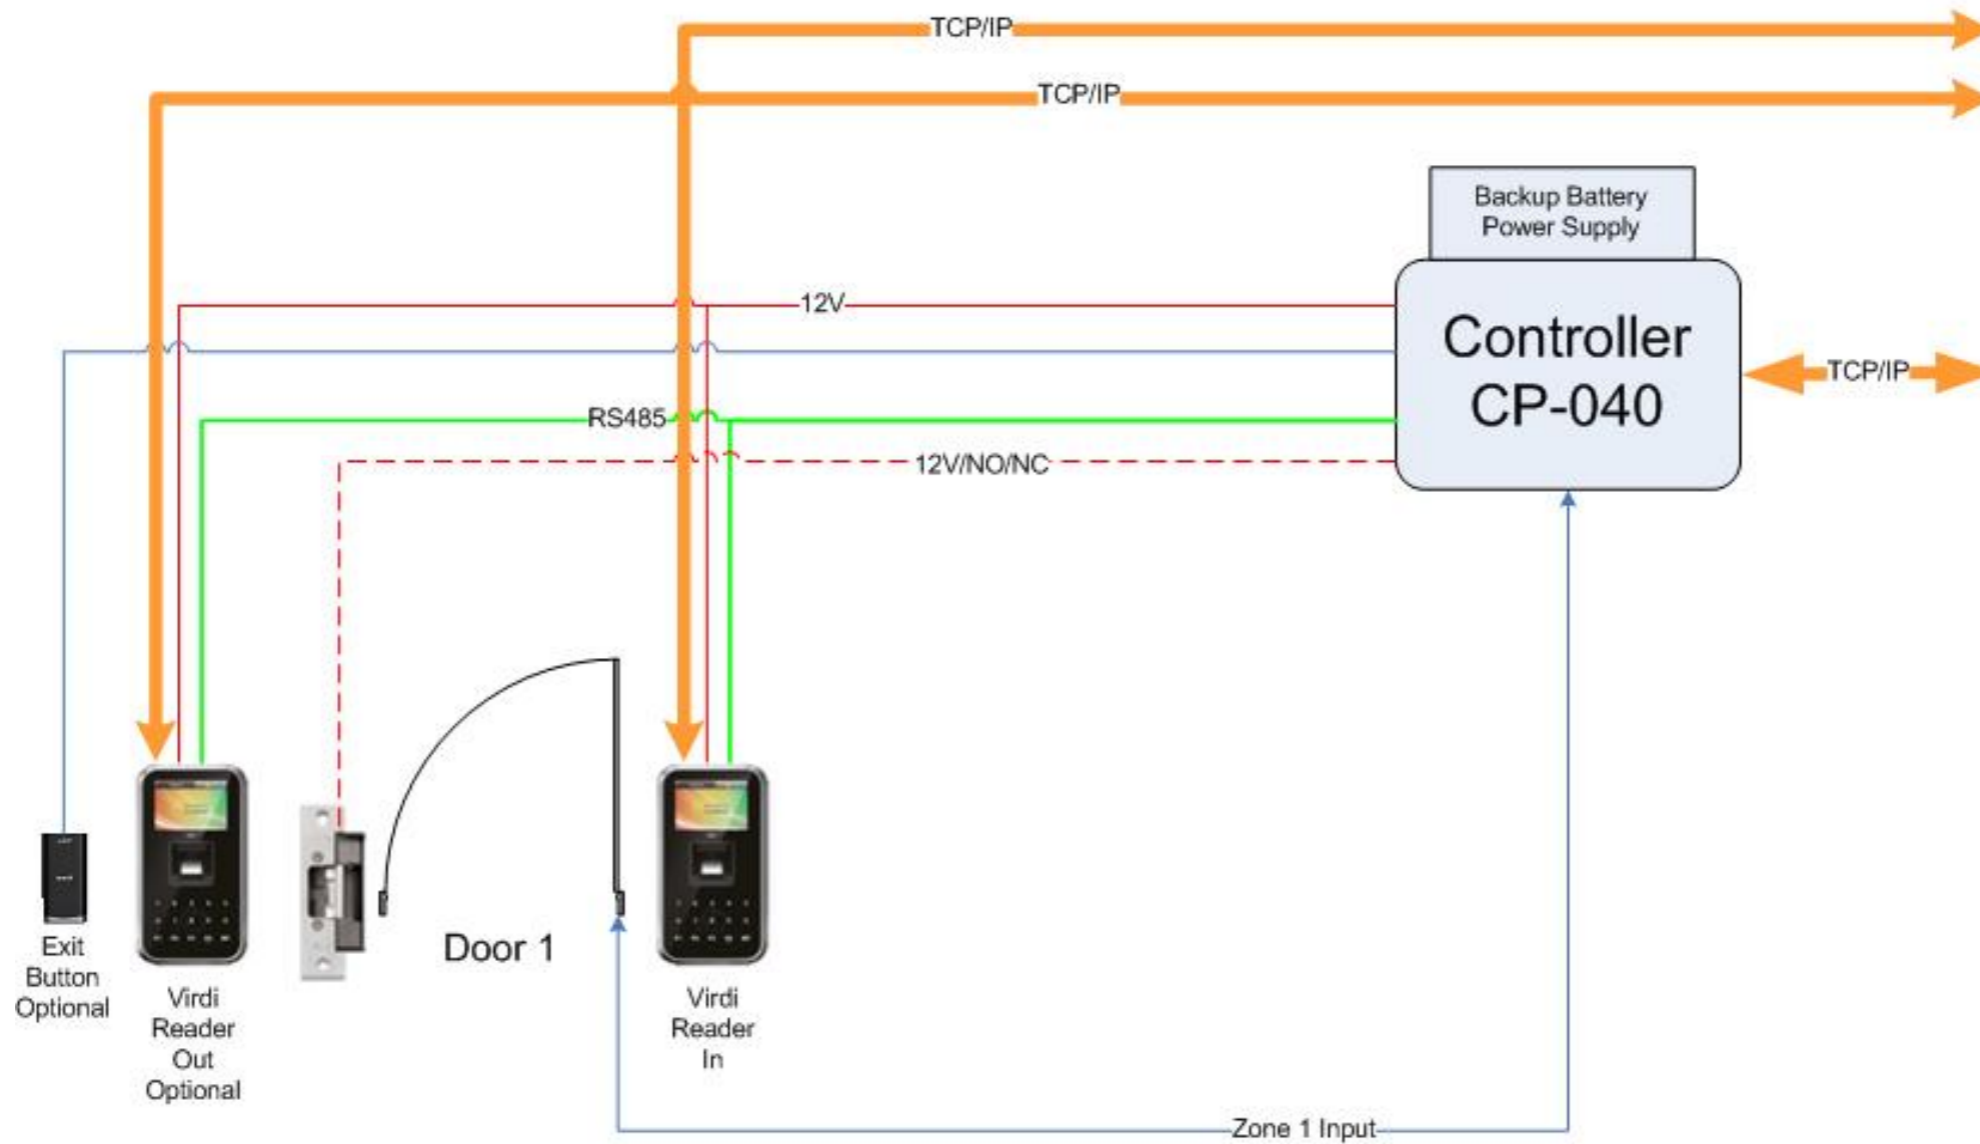 TCP/IP
TCP/IP
Backup Battery
Power Supply
12V
Controller
CP-040
TCP/IP
RS485
12V/NO/NC
Door 1
Exit
Button
Optional
Virdi
Reader
Out
Optional
Virdi
Reader
In
Zone 1 Input